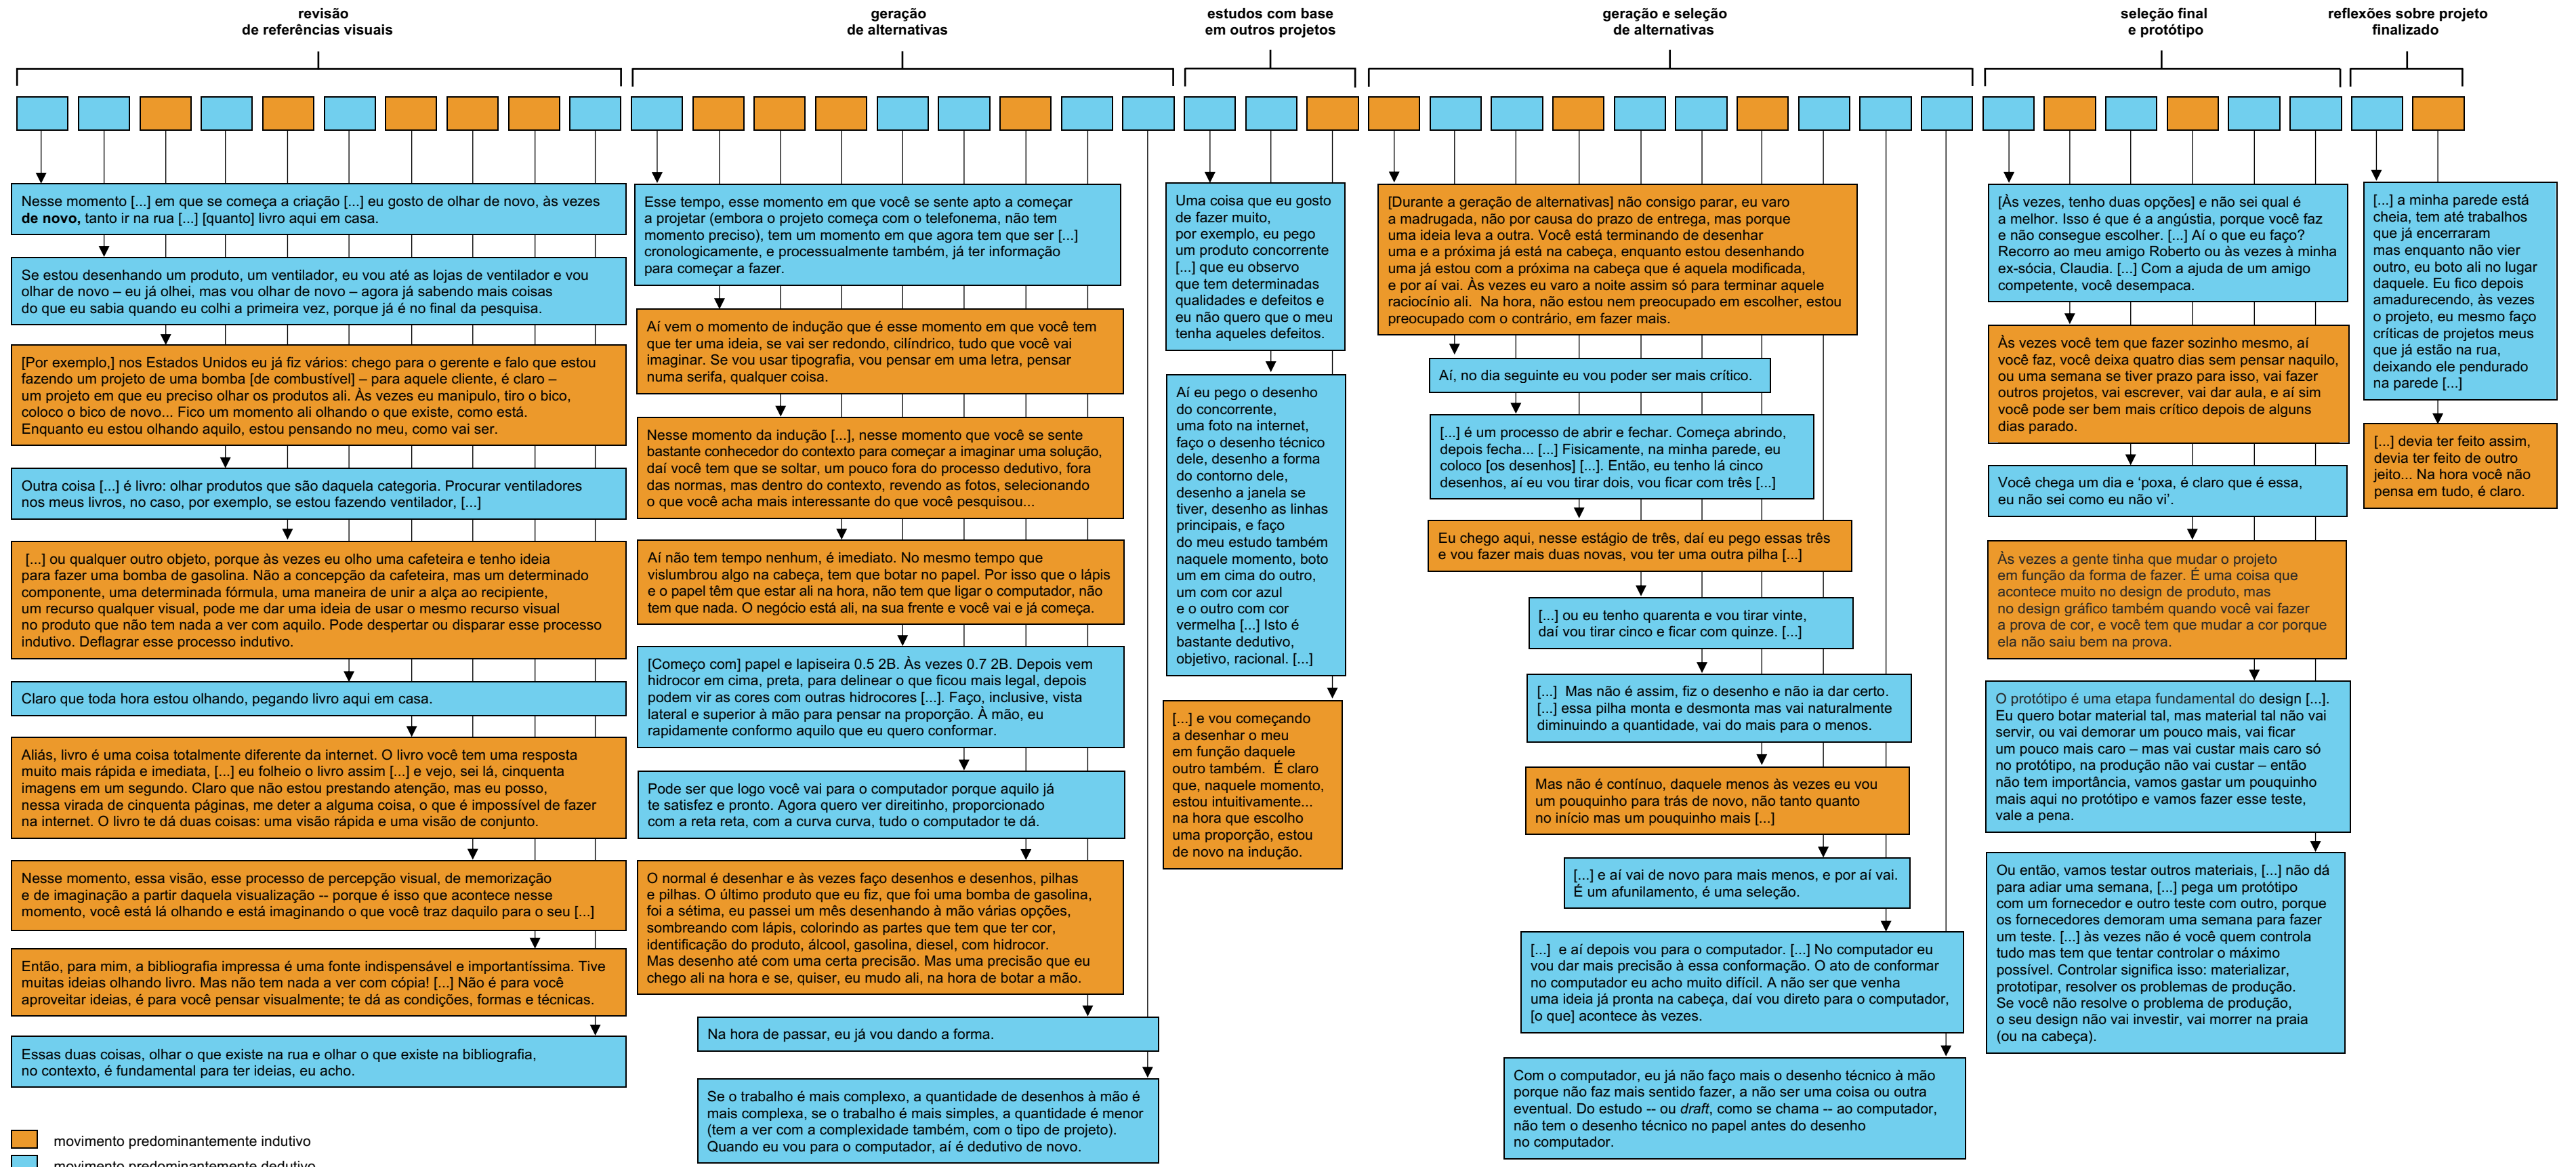 revisão
de referências visuais
geração
de alternativas
estudos com base
em outros projetos
geração e seleção
de alternativas
seleção final
e protótipo
reflexões sobre projeto
finalizado
Nesse momento [...] em que se começa a criação [...] eu gosto de olhar de novo, às vezes
de novo, tanto ir na rua [...] [quanto] livro aqui em casa.
Se estou desenhando um produto, um ventilador, eu vou até as lojas de ventilador e vou
olhar de novo – eu já olhei, mas vou olhar de novo – agora já sabendo mais coisas
do que eu sabia quando eu colhi a primeira vez, porque já é no final da pesquisa.
[Por exemplo,] nos Estados Unidos eu já fiz vários: chego para o gerente e falo que estou
fazendo um projeto de uma bomba [de combustível] – para aquele cliente, é claro –
um projeto em que eu preciso olhar os produtos ali. Às vezes eu manipulo, tiro o bico,
coloco o bico de novo... Fico um momento ali olhando o que existe, como está.
Enquanto eu estou olhando aquilo, estou pensando no meu, como vai ser.
Outra coisa [...] é livro: olhar produtos que são daquela categoria. Procurar ventiladores
nos meus livros, no caso, por exemplo, se estou fazendo ventilador, [...]
[...] ou qualquer outro objeto, porque às vezes eu olho uma cafeteira e tenho ideia
para fazer uma bomba de gasolina. Não a concepção da cafeteira, mas um determinado
componente, uma determinada fórmula, uma maneira de unir a alça ao recipiente,
um recurso qualquer visual, pode me dar uma ideia de usar o mesmo recurso visual
no produto que não tem nada a ver com aquilo. Pode despertar ou disparar esse processo
indutivo. Deflagrar esse processo indutivo.
Claro que toda hora estou olhando, pegando livro aqui em casa.
Aliás, livro é uma coisa totalmente diferente da internet. O livro você tem uma resposta
muito mais rápida e imediata, [...] eu folheio o livro assim [...] e vejo, sei lá, cinquenta
imagens em um segundo. Claro que não estou prestando atenção, mas eu posso,
nessa virada de cinquenta páginas, me deter a alguma coisa, o que é impossível de fazer
na internet. O livro te dá duas coisas: uma visão rápida e uma visão de conjunto.
Nesse momento, essa visão, esse processo de percepção visual, de memorização
e de imaginação a partir daquela visualização -- porque é isso que acontece nesse
momento, você está lá olhando e está imaginando o que você traz daquilo para o seu [...]
Então, para mim, a bibliografia impressa é uma fonte indispensável e importantíssima. Tive
muitas ideias olhando livro. Mas não tem nada a ver com cópia! [...] Não é para você
aproveitar ideias, é para você pensar visualmente; te dá as condições, formas e técnicas.
Essas duas coisas, olhar o que existe na rua e olhar o que existe na bibliografia,
no contexto, é fundamental para ter ideias, eu acho.
movimento predominantemente indutivo
movimento predominantemente dedutivo
Esse tempo, esse momento em que você se sente apto a começar
a projetar (embora o projeto começa com o telefonema, não tem
momento preciso), tem um momento em que agora tem que ser [...]
cronologicamente, e processualmente também, já ter informação
para começar a fazer.
Aí vem o momento de indução que é esse momento em que você tem
que ter uma ideia, se vai ser redondo, cilíndrico, tudo que você vai
imaginar. Se vou usar tipografia, vou pensar em uma letra, pensar
numa serifa, qualquer coisa.
Nesse momento da indução [...], nesse momento que você se sente
bastante conhecedor do contexto para começar a imaginar uma solução,
daí você tem que se soltar, um pouco fora do processo dedutivo, fora
das normas, mas dentro do contexto, revendo as fotos, selecionando
o que você acha mais interessante do que você pesquisou...
Aí não tem tempo nenhum, é imediato. No mesmo tempo que
vislumbrou algo na cabeça, tem que botar no papel. Por isso que o lápis
e o papel têm que estar ali na hora, não tem que ligar o computador, não
tem que nada. O negócio está ali, na sua frente e você vai e já começa.
[Começo com] papel e lapiseira 0.5 2B. Às vezes 0.7 2B. Depois vem
hidrocor em cima, preta, para delinear o que ficou mais legal, depois
podem vir as cores com outras hidrocores [...]. Faço, inclusive, vista
lateral e superior à mão para pensar na proporção. À mão, eu
rapidamente conformo aquilo que eu quero conformar.
Pode ser que logo você vai para o computador porque aquilo já
te satisfez e pronto. Agora quero ver direitinho, proporcionado
com a reta reta, com a curva curva, tudo o computador te dá.
O normal é desenhar e às vezes faço desenhos e desenhos, pilhas
e pilhas. O último produto que eu fiz, que foi uma bomba de gasolina,
foi a sétima, eu passei um mês desenhando à mão várias opções,
sombreando com lápis, colorindo as partes que tem que ter cor,
identificação do produto, álcool, gasolina, diesel, com hidrocor.
Mas desenho até com uma certa precisão. Mas uma precisão que eu
chego ali na hora e se, quiser, eu mudo ali, na hora de botar a mão.
Na hora de passar, eu já vou dando a forma.
Se o trabalho é mais complexo, a quantidade de desenhos à mão é
mais complexa, se o trabalho é mais simples, a quantidade é menor
(tem a ver com a complexidade também, com o tipo de projeto).
Quando eu vou para o computador, aí é dedutivo de novo.
Uma coisa que eu gosto
de fazer muito,
por exemplo, eu pego
um produto concorrente
[...] que eu observo
que tem determinadas
qualidades e defeitos e
eu não quero que o meu
tenha aqueles defeitos.
Aí eu pego o desenho
do concorrente,
uma foto na internet,
faço o desenho técnico
dele, desenho a forma
do contorno dele,
desenho a janela se
tiver, desenho as linhas
principais, e faço
do meu estudo também
naquele momento, boto
um em cima do outro,
um com cor azul
e o outro com cor
vermelha [...] Isto é
bastante dedutivo,
objetivo, racional. [...]
[...] e vou começando
a desenhar o meu
em função daquele
outro também. É claro
que, naquele momento,
estou intuitivamente...
na hora que escolho
uma proporção, estou
de novo na indução.
[Durante a geração de alternativas] não consigo parar, eu varo
a madrugada, não por causa do prazo de entrega, mas porque
uma ideia leva a outra. Você está terminando de desenhar
uma e a próxima já está na cabeça, enquanto estou desenhando
uma já estou com a próxima na cabeça que é aquela modificada,
e por aí vai. Às vezes eu varo a noite assim só para terminar aquele
raciocínio ali. Na hora, não estou nem preocupado em escolher, estou
preocupado com o contrário, em fazer mais.
Aí, no dia seguinte eu vou poder ser mais crítico.
[...] é um processo de abrir e fechar. Começa abrindo,
depois fecha... [...] Fisicamente, na minha parede, eu
coloco [os desenhos] [...]. Então, eu tenho lá cinco
desenhos, aí eu vou tirar dois, vou ficar com três [...]
Eu chego aqui, nesse estágio de três, daí eu pego essas três
e vou fazer mais duas novas, vou ter uma outra pilha [...]
[...] ou eu tenho quarenta e vou tirar vinte,
daí vou tirar cinco e ficar com quinze. [...]
[...] Mas não é assim, fiz o desenho e não ia dar certo.
[...] essa pilha monta e desmonta mas vai naturalmente
diminuindo a quantidade, vai do mais para o menos.
Mas não é contínuo, daquele menos às vezes eu vou
um pouquinho para trás de novo, não tanto quanto
no início mas um pouquinho mais [...]
[...] e aí vai de novo para mais menos, e por aí vai.
É um afunilamento, é uma seleção.
[...] e aí depois vou para o computador. [...] No computador eu
vou dar mais precisão à essa conformação. O ato de conformar
no computador eu acho muito difícil. A não ser que venha
uma ideia já pronta na cabeça, daí vou direto para o computador,
[o que] acontece às vezes.
Com o computador, eu já não faço mais o desenho técnico à mão
porque não faz mais sentido fazer, a não ser uma coisa ou outra
eventual. Do estudo -- ou draft, como se chama -- ao computador,
não tem o desenho técnico no papel antes do desenho
no computador.
[Às vezes, tenho duas opções] e não sei qual é
a melhor. Isso é que é a angústia, porque você faz
e não consegue escolher. [...] Aí o que eu faço?
Recorro ao meu amigo Roberto ou às vezes à minha
ex-sócia, Claudia. [...] Com a ajuda de um amigo
competente, você desempaca.
Às vezes você tem que fazer sozinho mesmo, aí
você faz, você deixa quatro dias sem pensar naquilo,
ou uma semana se tiver prazo para isso, vai fazer
outros projetos, vai escrever, vai dar aula, e aí sim
você pode ser bem mais crítico depois de alguns
dias parado.
Você chega um dia e 'poxa, é claro que é essa,
eu não sei como eu não vi'.
Às vezes a gente tinha que mudar o projeto
em função da forma de fazer. É uma coisa que
acontece muito no design de produto, mas
no design gráfico também quando você vai fazer
a prova de cor, e você tem que mudar a cor porque
ela não saiu bem na prova.
O protótipo é uma etapa fundamental do design [...].
Eu quero botar material tal, mas material tal não vai
servir, ou vai demorar um pouco mais, vai ficar
um pouco mais caro – mas vai custar mais caro só
no protótipo, na produção não vai custar – então
não tem importância, vamos gastar um pouquinho
mais aqui no protótipo e vamos fazer esse teste,
vale a pena.
Ou então, vamos testar outros materiais, [...] não dá
para adiar uma semana, [...] pega um protótipo
com um fornecedor e outro teste com outro, porque
os fornecedores demoram uma semana para fazer
um teste. [...] às vezes não é você quem controla
tudo mas tem que tentar controlar o máximo
possível. Controlar significa isso: materializar,
prototipar, resolver os problemas de produção.
Se você não resolve o problema de produção,
o seu design não vai investir, vai morrer na praia
(ou na cabeça).
[...] a minha parede está
cheia, tem até trabalhos
que já encerraram
mas enquanto não vier
outro, eu boto ali no lugar
daquele. Eu fico depois
amadurecendo, às vezes
o projeto, eu mesmo faço
críticas de projetos meus
que já estão na rua,
deixando ele pendurado
na parede [...]
[...] devia ter feito assim,
devia ter feito de outro
jeito... Na hora você não
pensa em tudo, é claro.